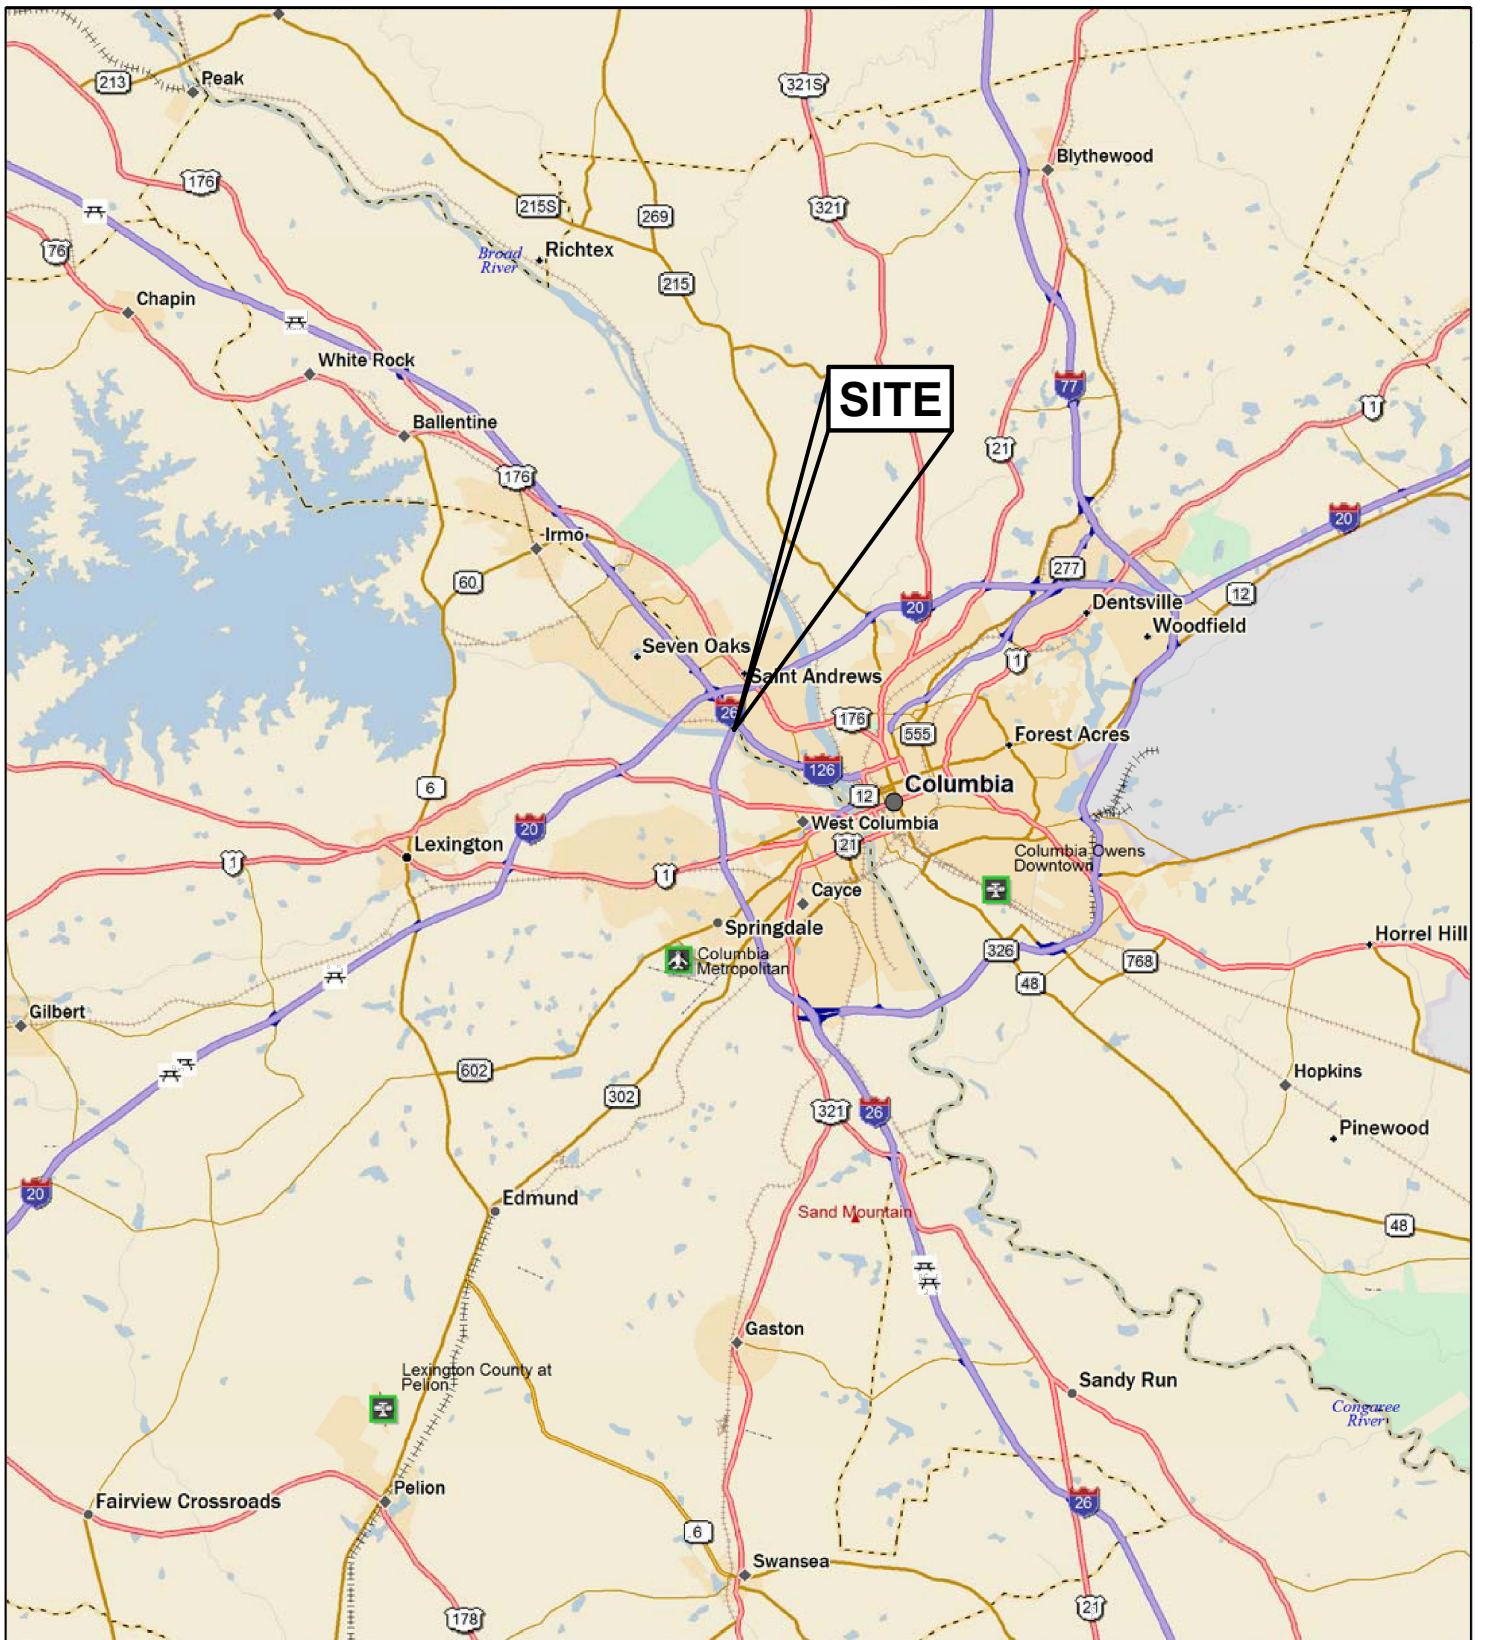 Peak
213
321S
Blythewood
176
215S
269
321
76
Broad
River
Richtex
215
Chapin
White Rock
SITE
77
1
Ballentine
21
176
20
Irmo
60
277
12
20
Dentsville
Woodfield
Seven Oaks
Saint Andrews
1
26
176
555
Forest Acres
126
6
12
Columbia
20
West Columbia
Lexington
21
Columbia Owens
Downtown
1
1
Cayce
Springdale
Horrel Hill
326
768
Columbia
Metropolitan
48
Gilbert
602
Hopkins
302
321
26
Pinewood
20
Edmund
Sand Mountain
48
Gaston
Lexington County at
Pelion
Sandy Run
Congaree
River
Pelion
Fairview Crossroads
26
6
Swansea
178
21